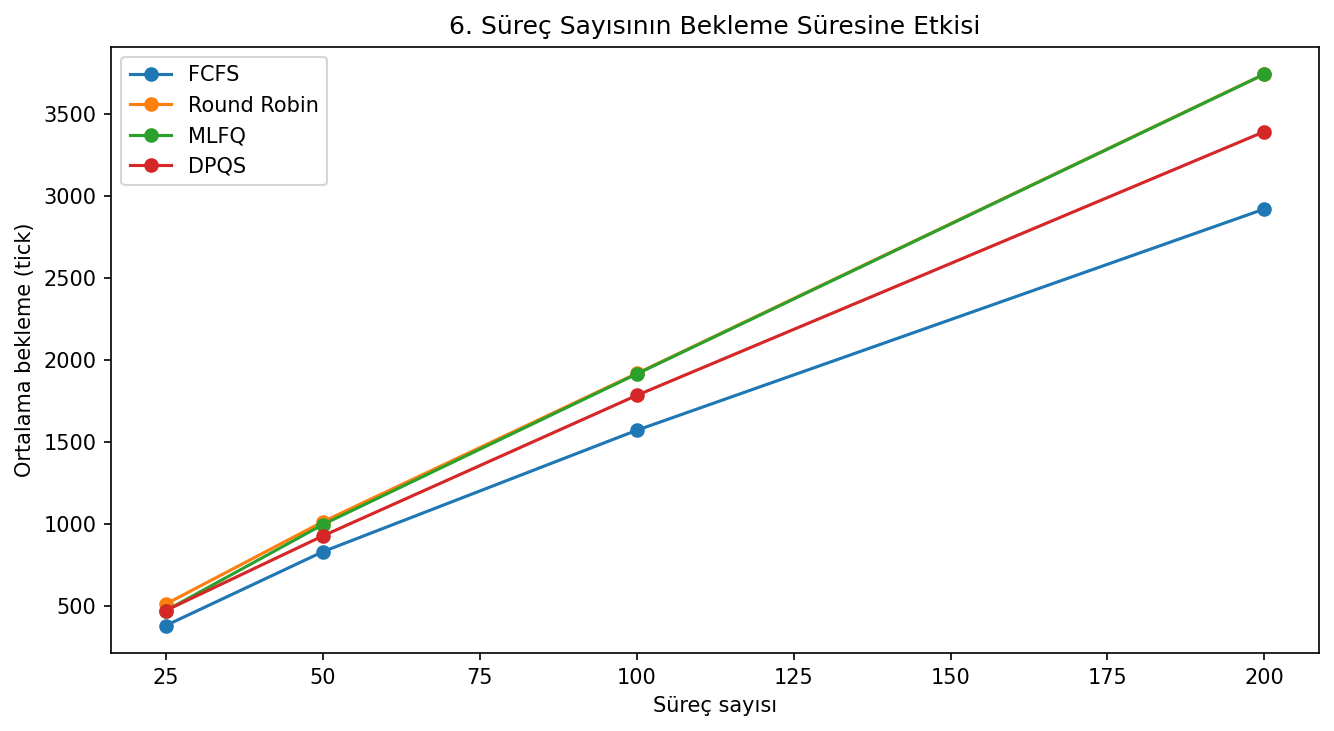 6. Süreç Sayısının Bekleme Süresine Etkisi
FCFS
Round Robin
MLFQ
DPQS
Ortalama bekleme (tick)
3500
3000
2500
2000
1500
1000
500
25 50 75 100 125 150 175 200
Süreç sayısı